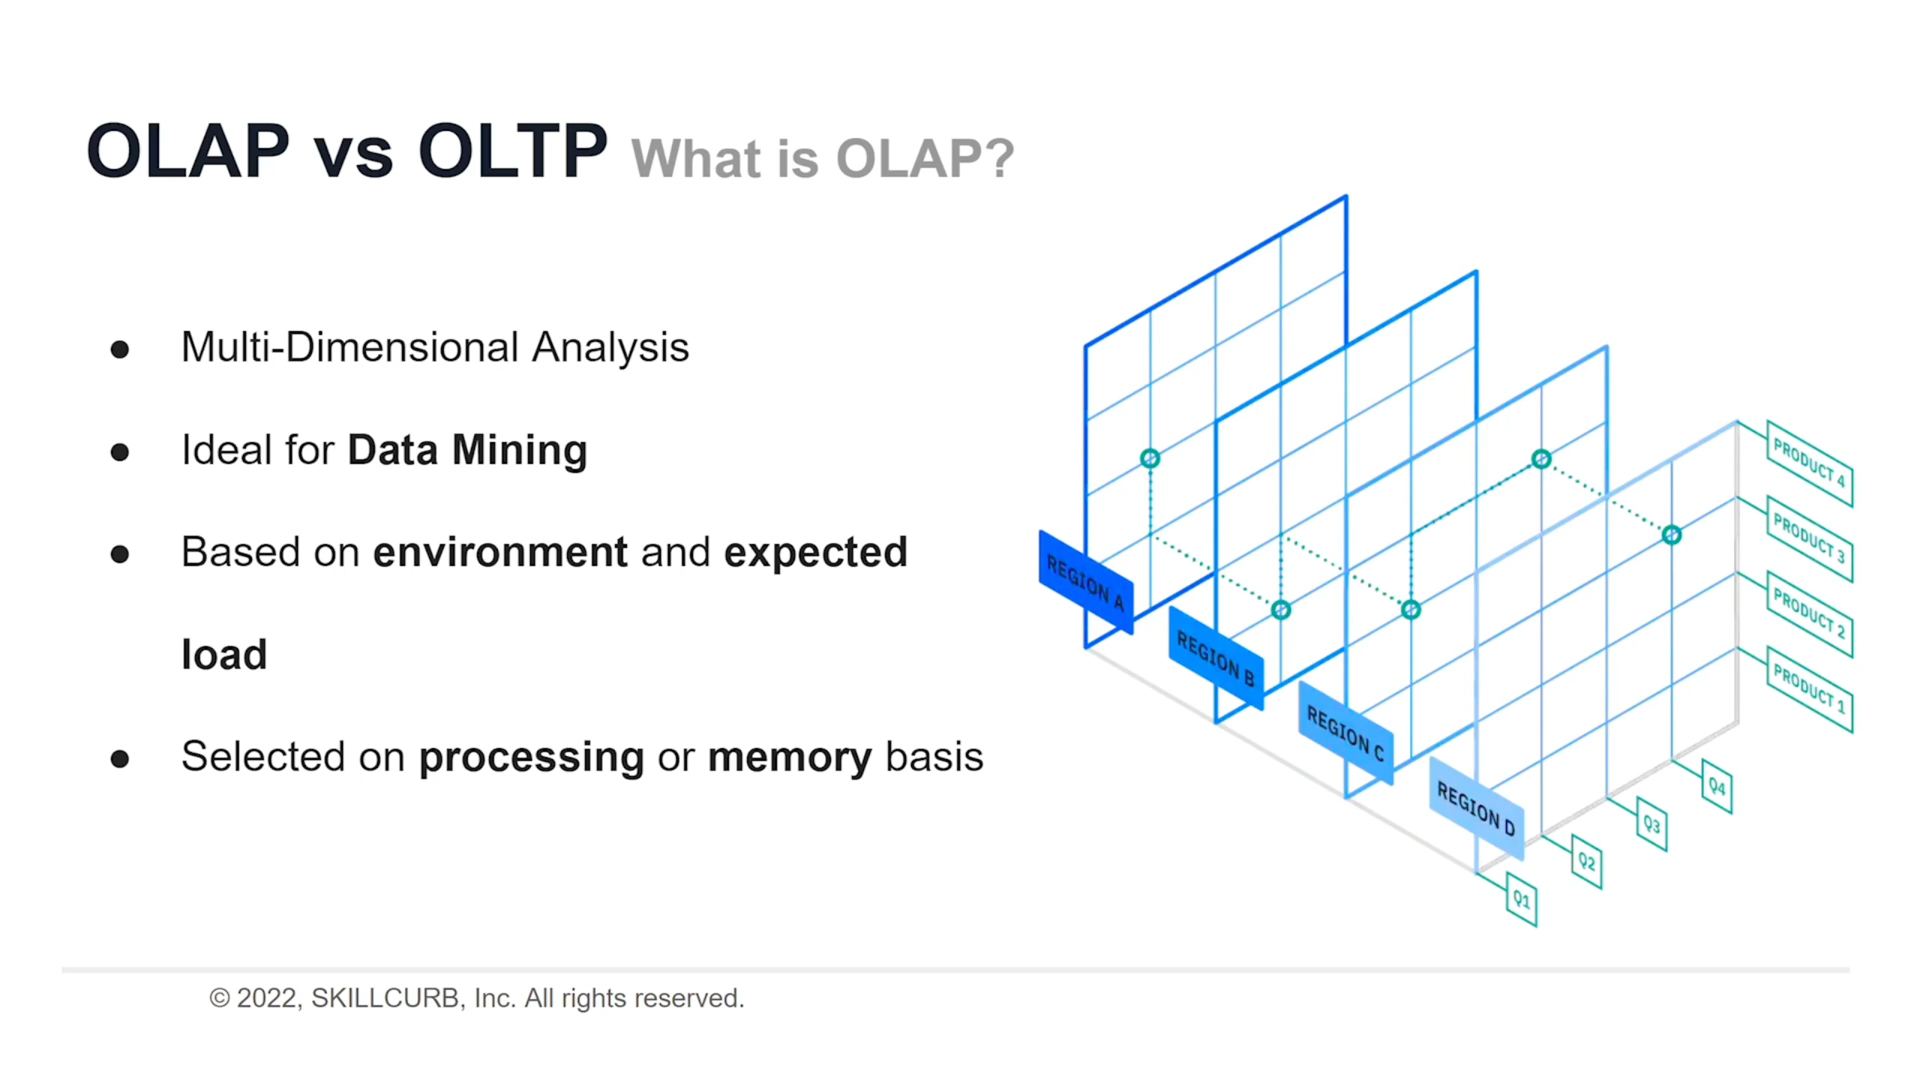 OLAP vs OLTP What is OLAP?
● Multi-Dimensional Analysis
● Ideal for Data Mining
● Based on environment and expected
load
● Selected on processing or memory basis
REGION A
REGION B
REGION C
REGION D
PRODUCT 4
PRODUCT 3
PRODUCT 2
PRODUCT 1
Q4
Q3
Q2
Q1
© 2022, SKILLCURB, Inc. All rights reserved.